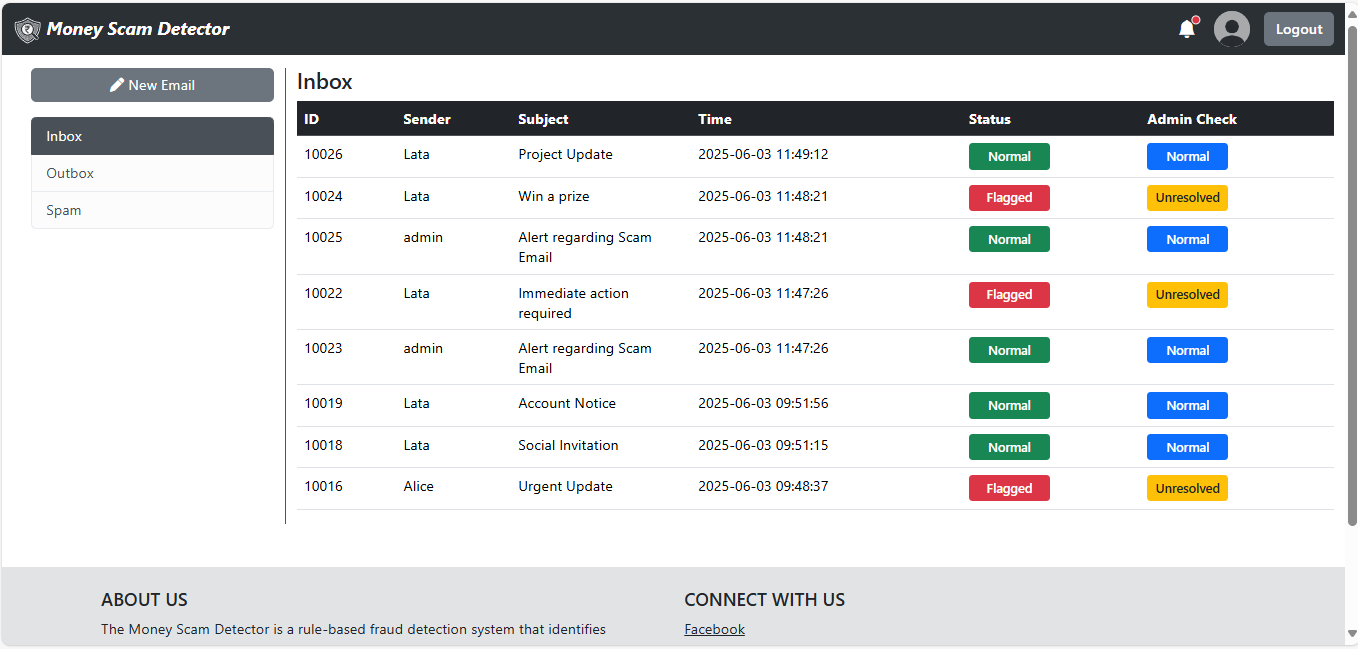 Money Scam Detector
Logout
New Email
Inbox
Outbox
Spam
Inbox
ID Sender Subject Time Status Admin Check
10026 Lata Project Update 2025-06-03 11:49:12 Normal Normal
10024 Lata Win a prize 2025-06-03 11:48:21 Flagged Unresolved
10025 admin Alert regarding Scam 2025-06-03 11:48:21 Normal Normal
Email
10022 Lata Immediate action 2025-06-03 11:47:26 Flagged Unresolved
required
10023 admin Alert regarding Scam 2025-06-03 11:47:26 Normal Normal
Email
10019 Lata Account Notice 2025-06-03 09:51:56 Normal Normal
10018 Lata Social Invitation 2025-06-03 09:51:15 Normal Normal
10016 Alice Urgent Update 2025-06-03 09:48:37 Flagged Unresolved
ABOUT US
The Money Scam Detector is a rule-based fraud detection system that identifies
CONNECT WITH US
Facebook